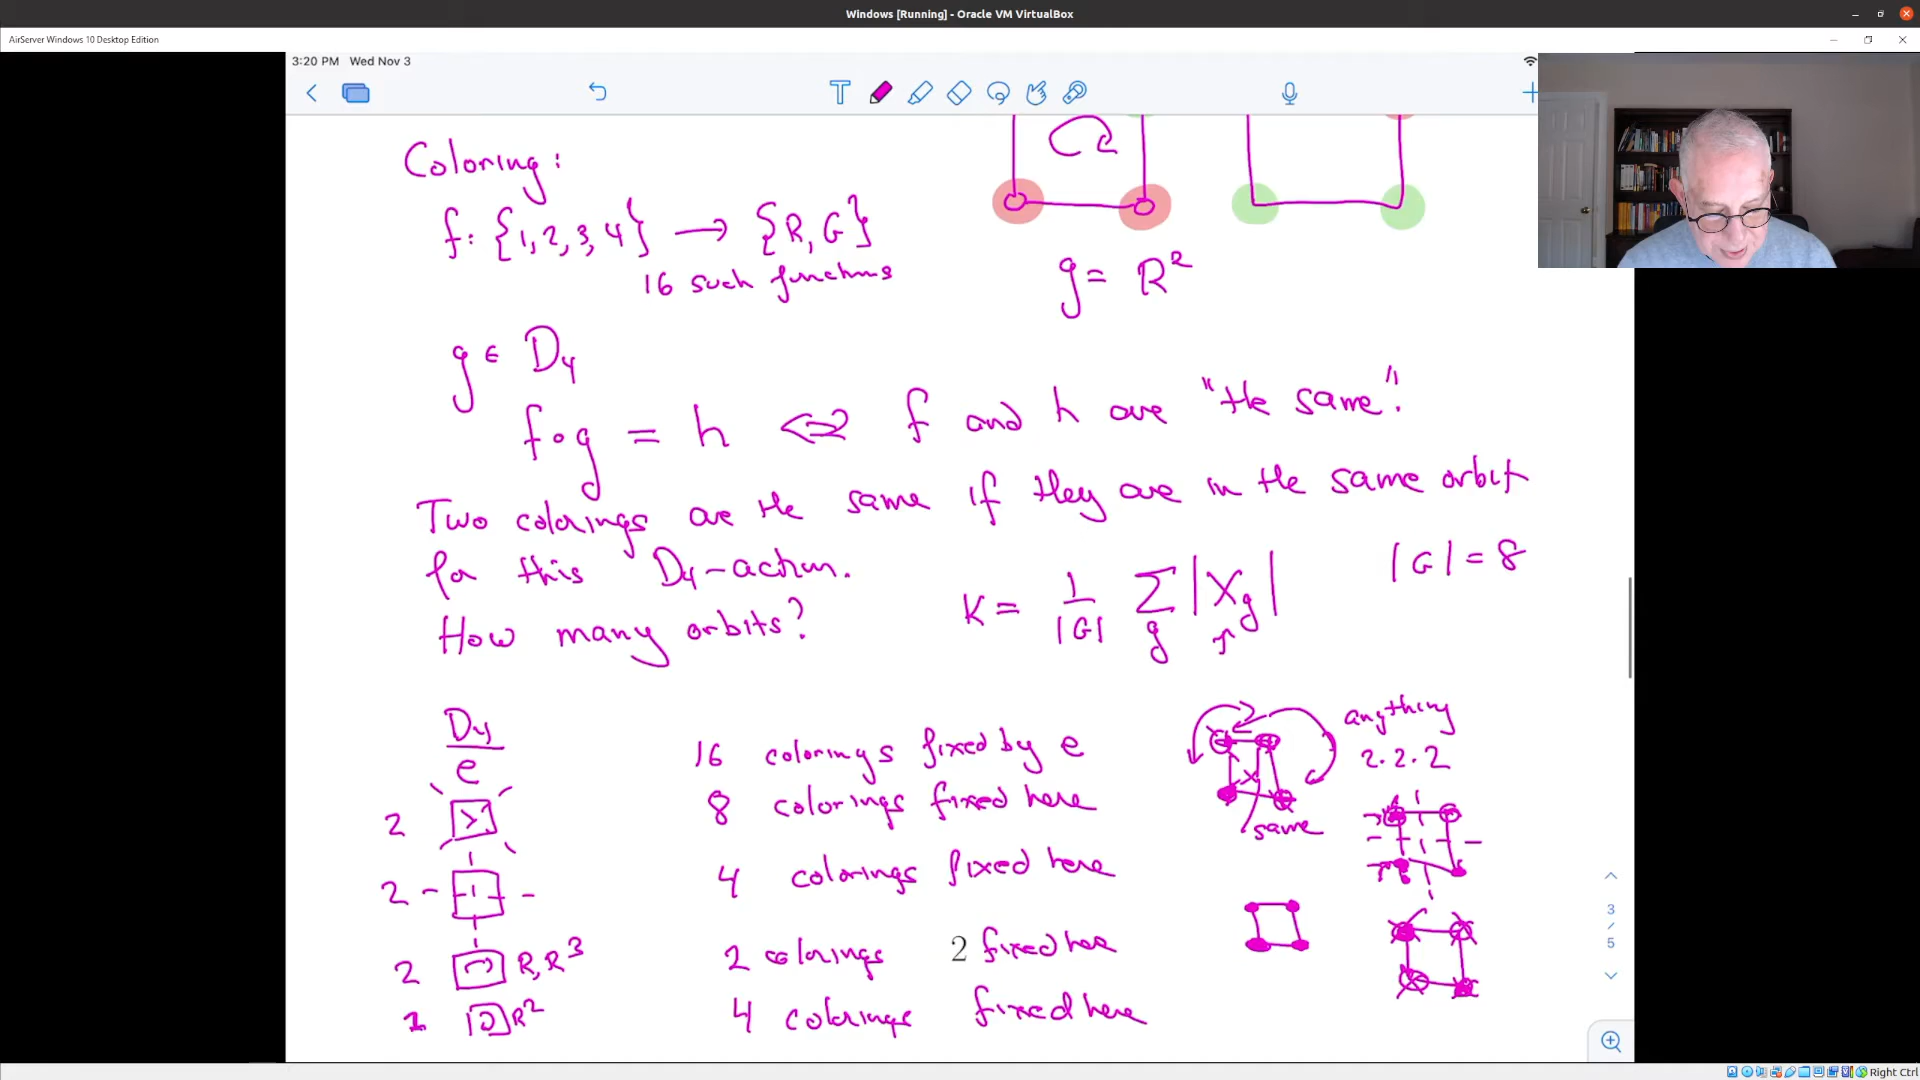 Windows [Running] - Oracle VM VirtualBox
AirServer Windows 10 Desktop Edition
3:20 PM Wed Nov 3
Coloring:
f: {1,2,3,4} → {R, G}
16 such functions
g = R²
g ∈ D₄
f∘g = h ⇔ f and h are "the same".
Two colorings are the same if they are in the same orbit
for this D₄-action.
|G| = 8
How many orbits?
K = 1/|G| Σ_g |X_g|
D₄
e 16 colorings fixed by e
2 8 colorings fixed here
same
anything
2·2·2
2 4 colorings fixed here
2 R, R³ 2 colorings 2 fixed here
1 R² 4 colorings fixed here
3
/
5
Right Ctrl